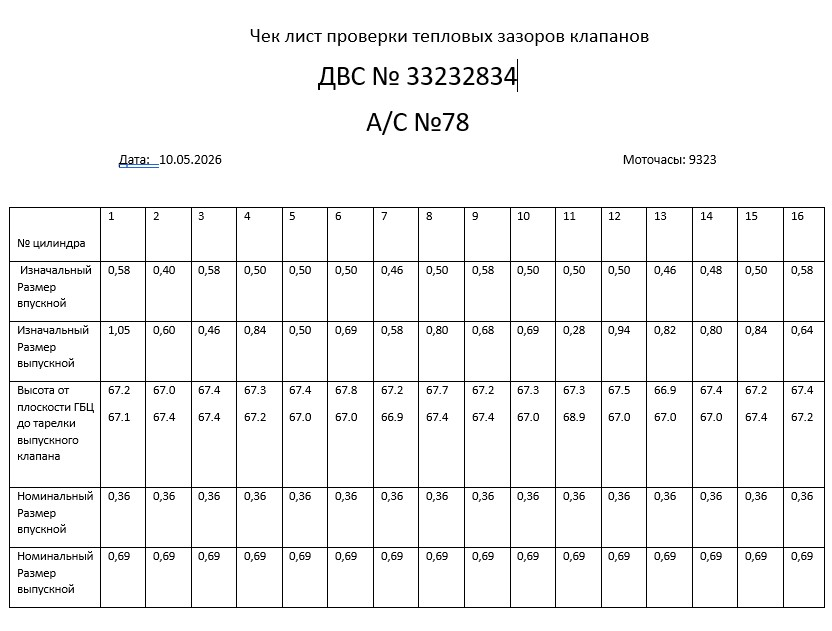 Чек лист проверки тепловых зазоров клапанов
ДВС № 33232834
А/С №78
Дата: 10.05.2026 Моточасы: 9323
№ цилиндра 1 2 3 4 5 6 7 8 9 10 11 12 13 14 15 16
Изначальный Размер впускной 0,58 0,40 0,58 0,50 0,50 0,50 0,46 0,50 0,58 0,50 0,50 0,50 0,46 0,48 0,50 0,58
Изначальный Размер выпускной 1,05 0,60 0,46 0,84 0,50 0,69 0,58 0,80 0,68 0,69 0,28 0,94 0,82 0,80 0,84 0,64
Высота от плоскости ГБЦ до тарелки выпускного клапана 67.2 67.0 67.4 67.3 67.4 67.8 67.2 67.7 67.2 67.3 67.3 67.5 66.9 67.4 67.2 67.4
67.1 67.4 67.4 67.2 67.0 67.0 66.9 67.4 67.4 67.0 68.9 67.0 67.0 67.0 67.4 67.2
Номинальный Размер впускной 0,36 0,36 0,36 0,36 0,36 0,36 0,36 0,36 0,36 0,36 0,36 0,36 0,36 0,36 0,36 0,36
Номинальный Размер выпускной 0,69 0,69 0,69 0,69 0,69 0,69 0,69 0,69 0,69 0,69 0,69 0,69 0,69 0,69 0,69 0,69